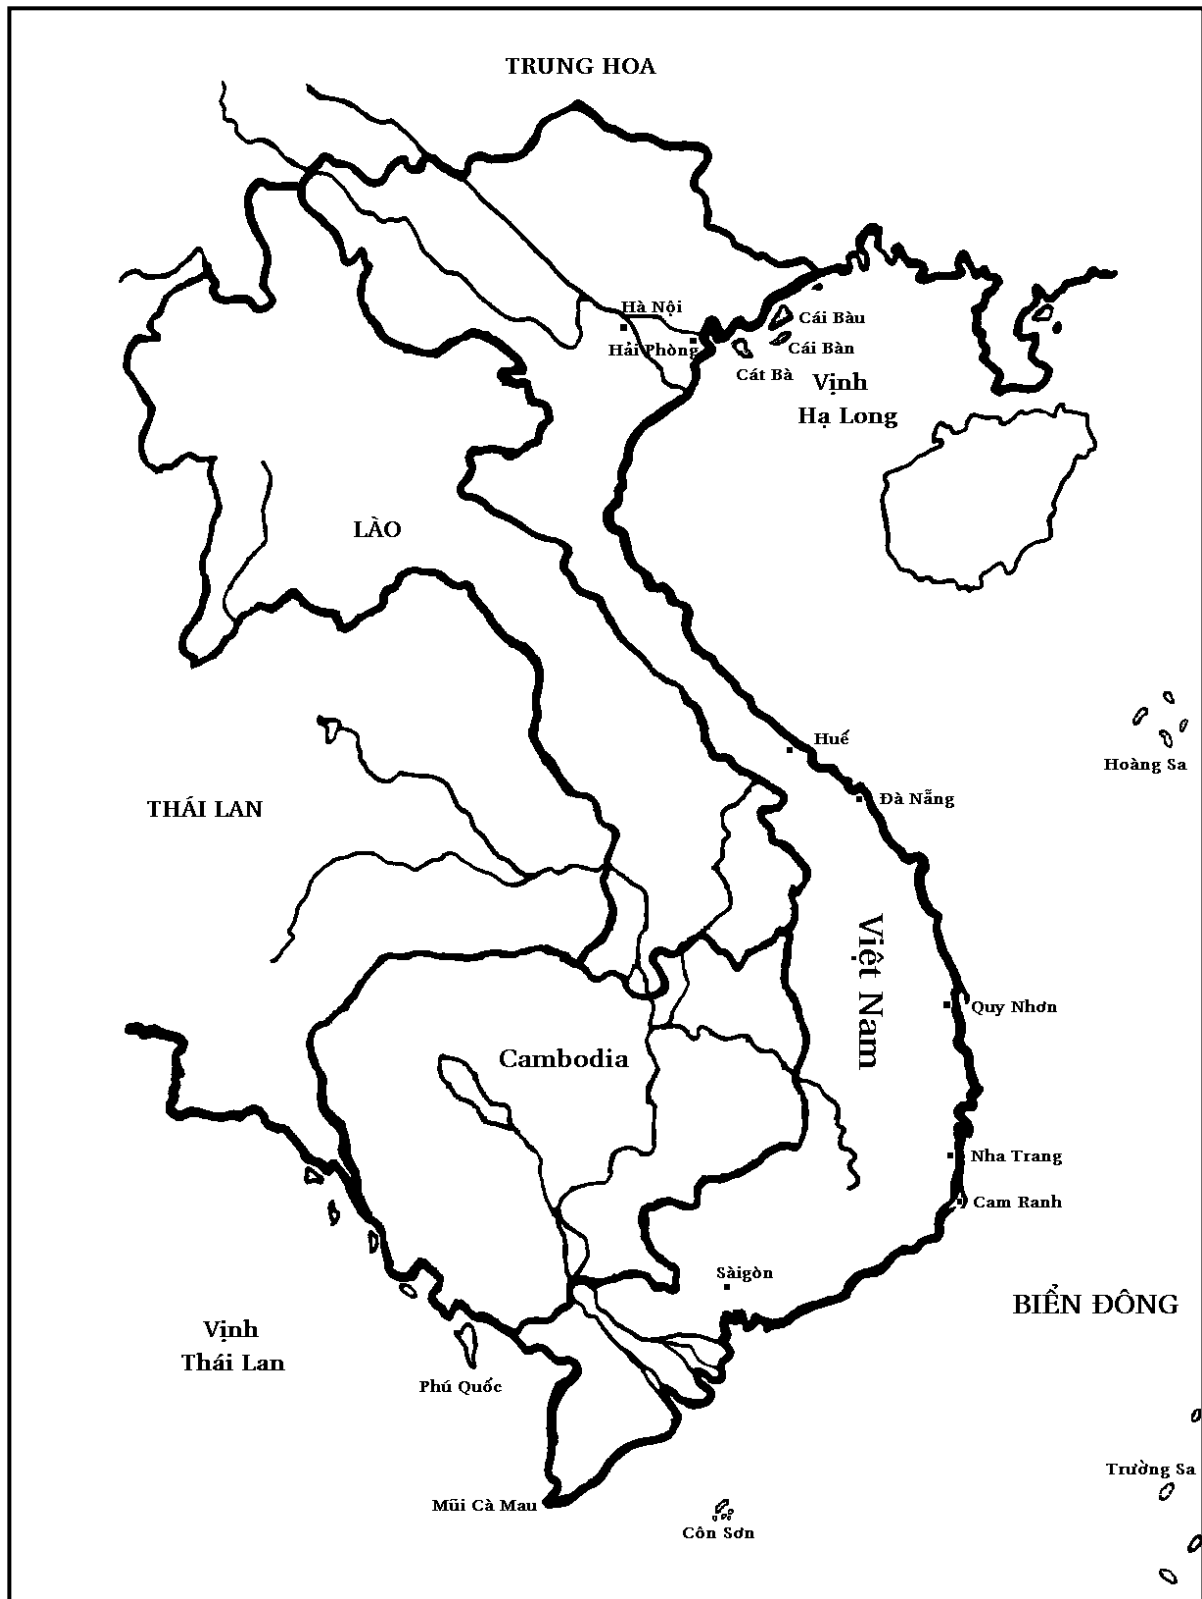 TRUNG HOA
Hà Nội
Hải Phòng
Cái Bàu
Cái Bàn
Cát Bà
Vịnh
Hạ Long
LÀO
Huế
Hoàng Sa
Đà Nẵng
THÁI LAN
Việt Nam
Quy Nhơn
Cambodia
Nha Trang
Cam Ranh
Sàigòn
BIỂN ĐÔNG
Vịnh
Thái Lan
Phú Quốc
Trường Sa
Mũi Cà Mau
Côn Sơn